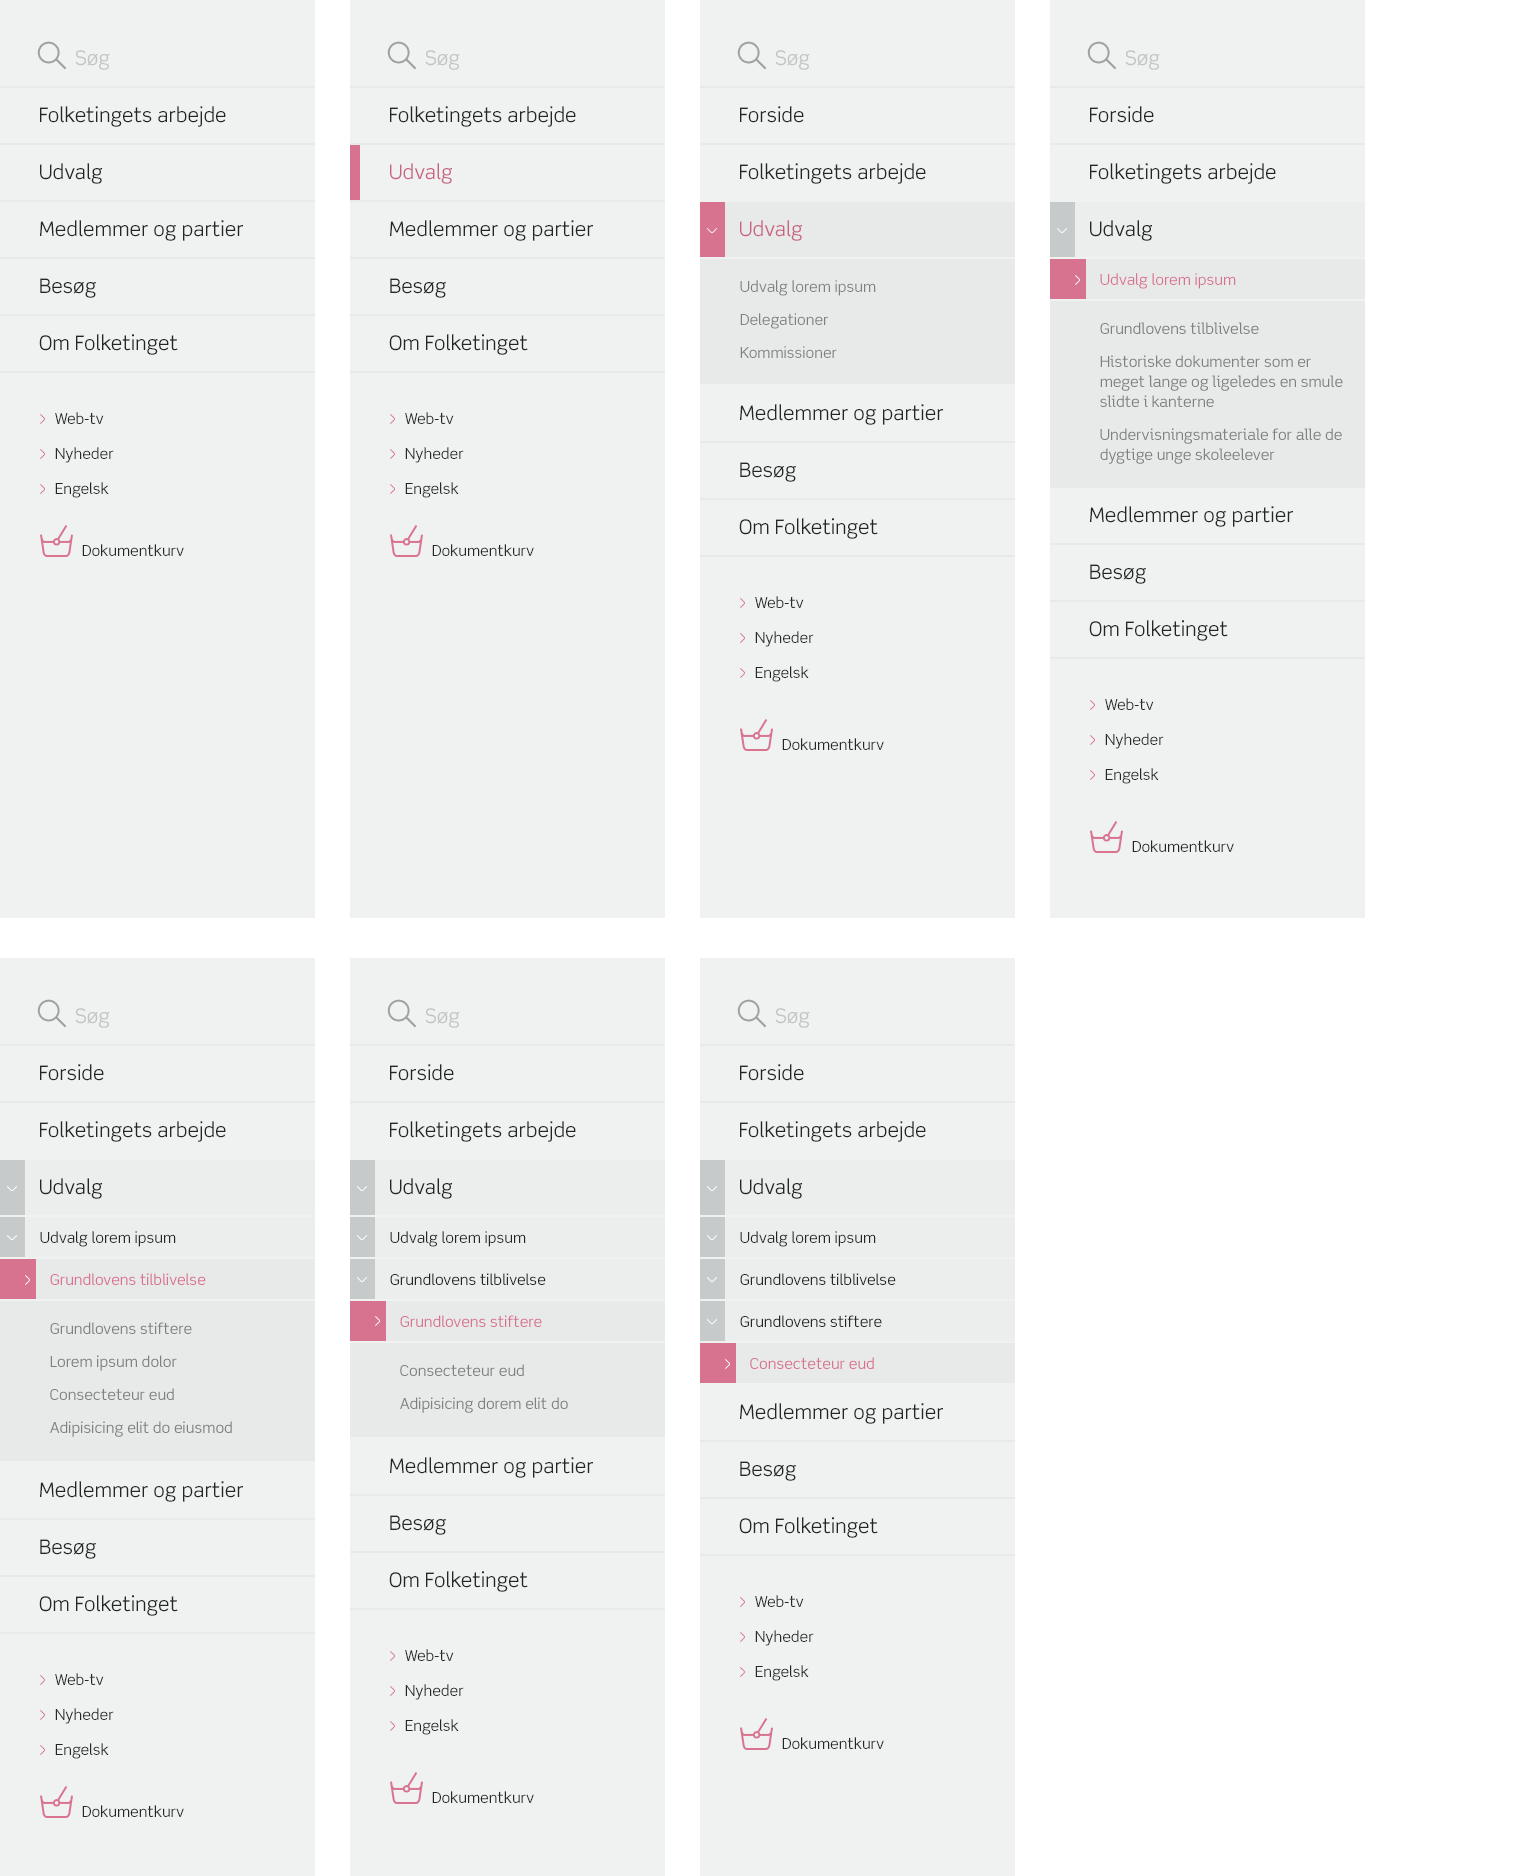 Søg
Folketingets arbejde
Udvalg
Medlemmer og partier
Besøg
Om Folketinget
Web-tv
Nyheder
Engelsk
Dokumentkurv
Søg
Folketingets arbejde
Udvalg
Medlemmer og partier
Besøg
Om Folketinget
Web-tv
Nyheder
Engelsk
Dokumentkurv
Søg
Forside
Folketingets arbejde
Udvalg
Udvalg lorem ipsum
Delegationer
Kommissioner
Medlemmer og partier
Besøg
Om Folketinget
Web-tv
Nyheder
Engelsk
Dokumentkurv
Søg
Forside
Folketingets arbejde
Udvalg
Udvalg lorem ipsum
Grundlovens tilblivelse
Historiske dokumenter som er
meget lange og ligeledes en smule
slidte i kanterne
Undervisningsmateriale for alle de
dygtige unge skoleelever
Medlemmer og partier
Besøg
Om Folketinget
Web-tv
Nyheder
Engelsk
Dokumentkurv
Søg
Forside
Folketingets arbejde
Udvalg
Udvalg lorem ipsum
Grundlovens tilblivelse
Grundlovens stiftere
Lorem ipsum dolor
Consecteteur eud
Adipisicing elit do eiusmod
Medlemmer og partier
Besøg
Om Folketinget
Web-tv
Nyheder
Engelsk
Dokumentkurv
Søg
Forside
Folketingets arbejde
Udvalg
Udvalg lorem ipsum
Grundlovens tilblivelse
Grundlovens stiftere
Consecteteur eud
Adipisicing dorem elit do
Medlemmer og partier
Besøg
Om Folketinget
Web-tv
Nyheder
Engelsk
Dokumentkurv
Søg
Forside
Folketingets arbejde
Udvalg
Udvalg lorem ipsum
Grundlovens tilblivelse
Grundlovens stiftere
Consecteteur eud
Medlemmer og partier
Besøg
Om Folketinget
Web-tv
Nyheder
Engelsk
Dokumentkurv